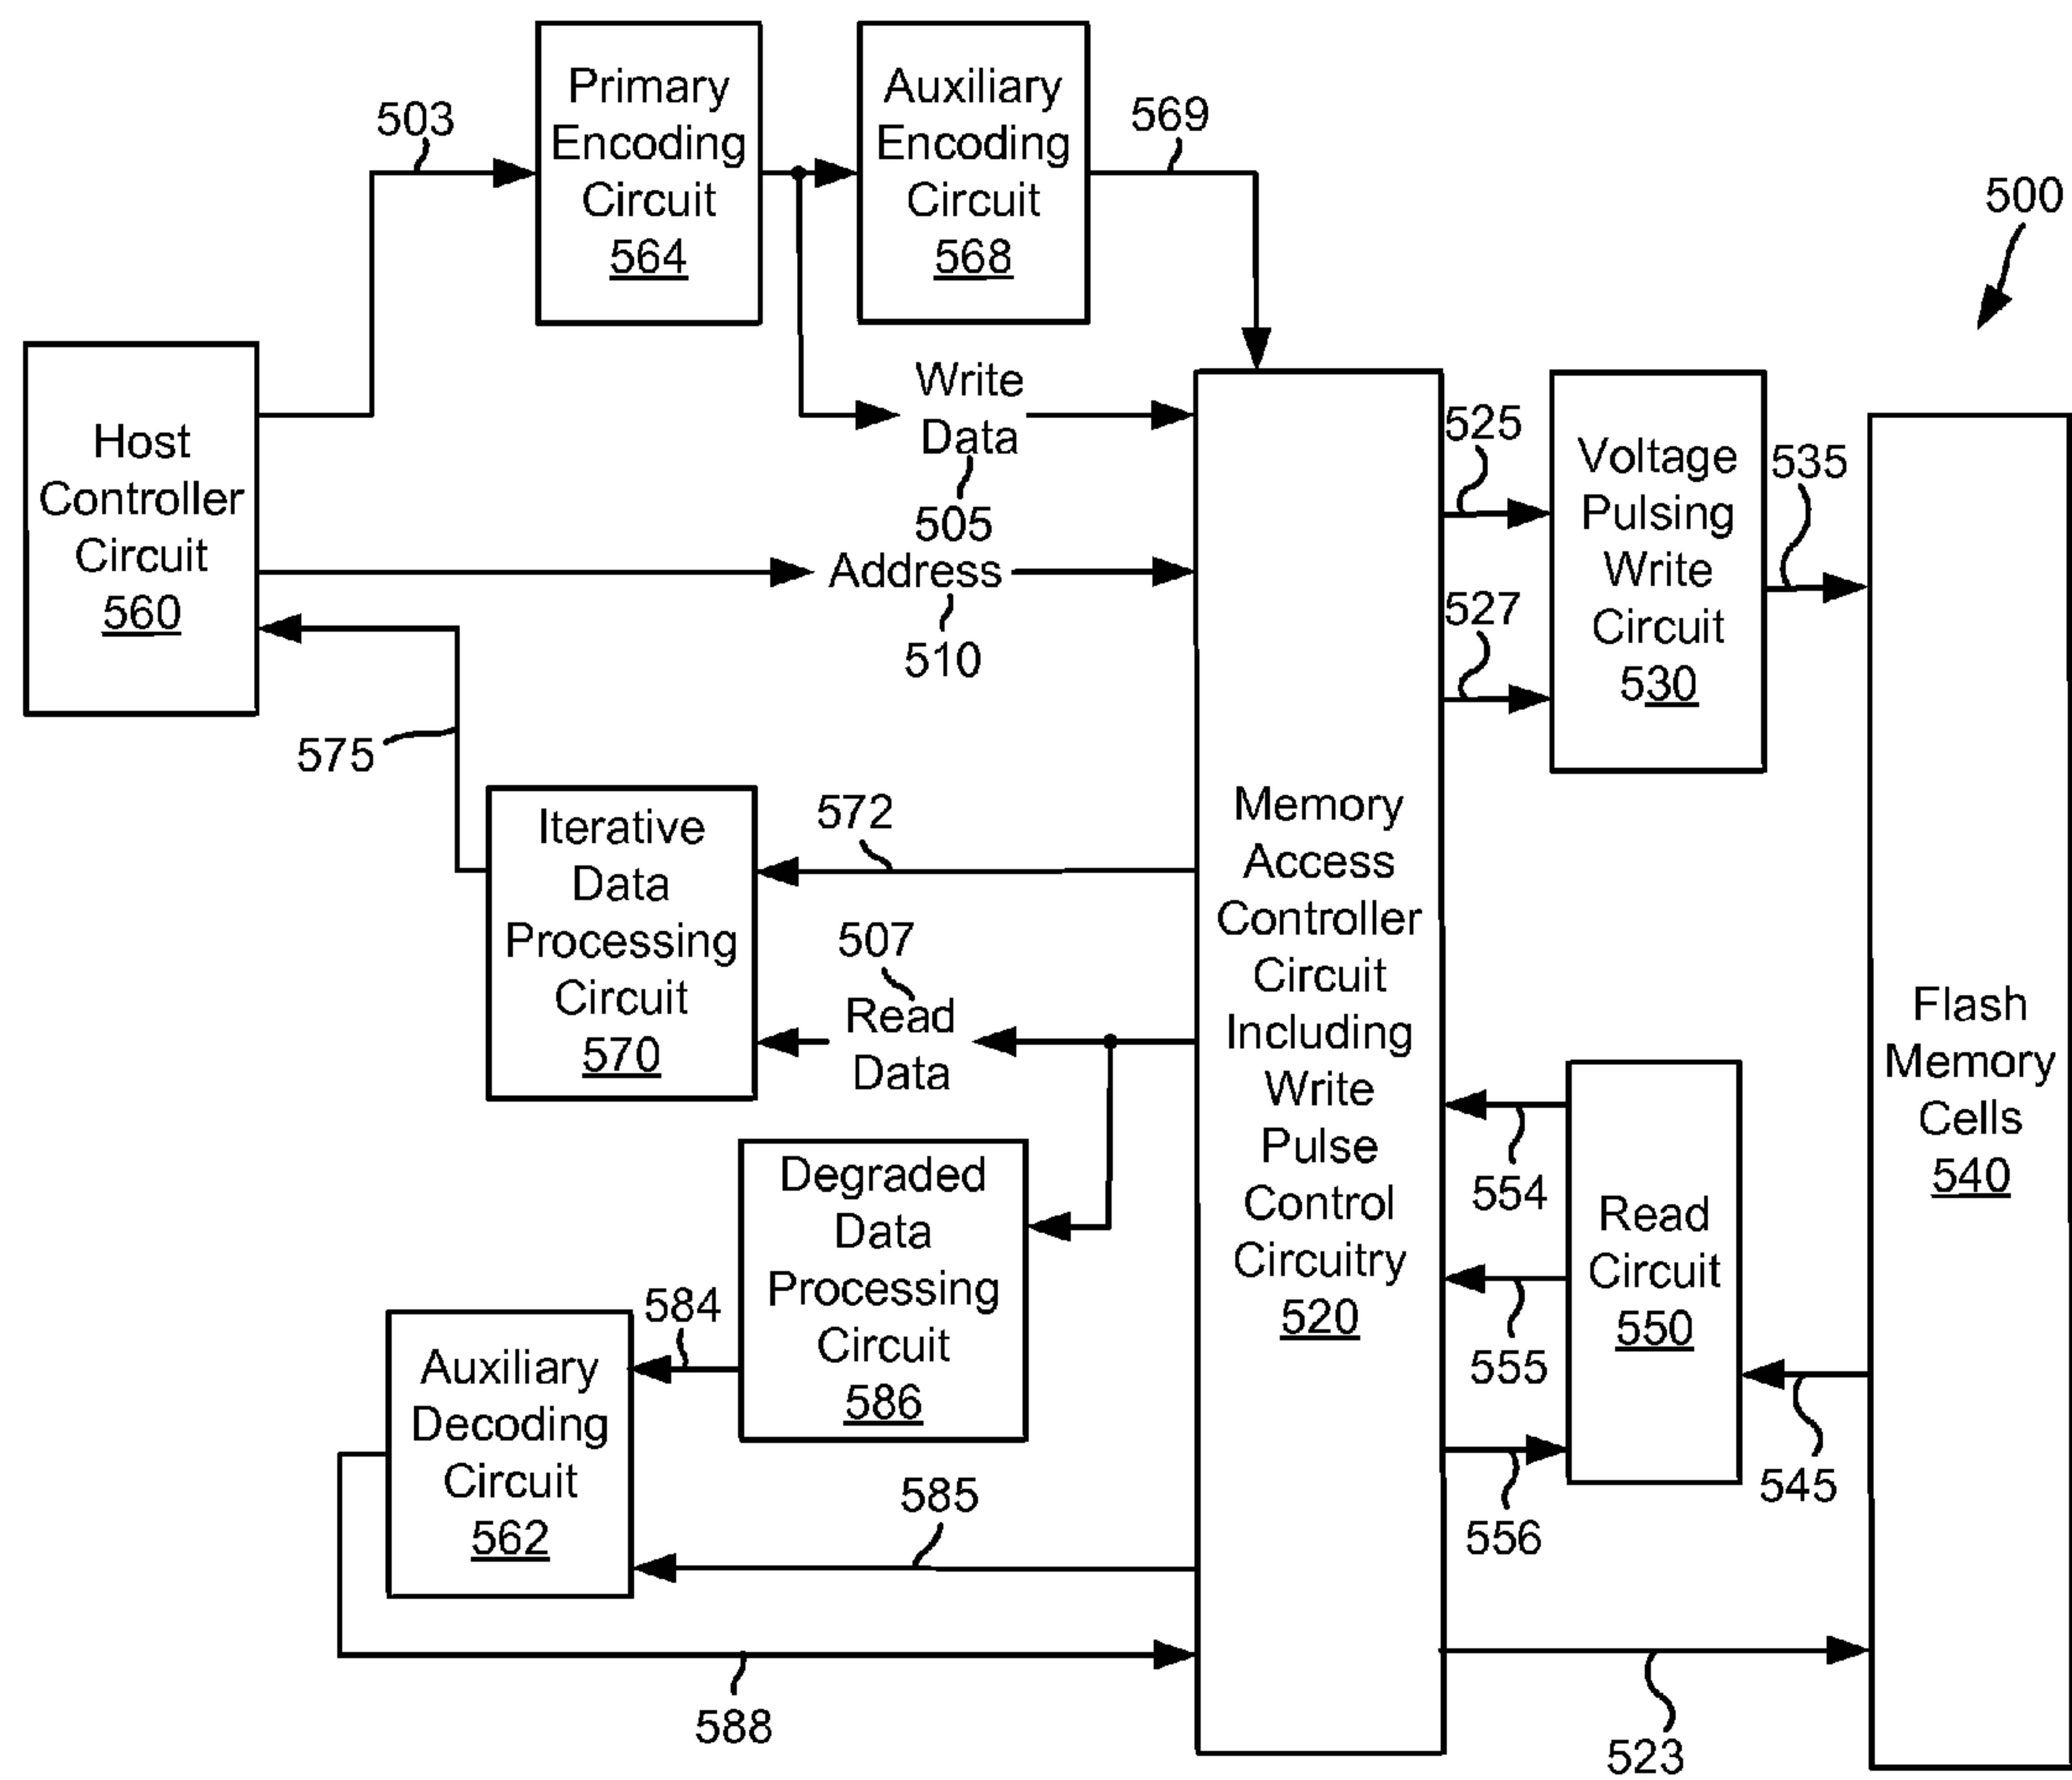 Primary
Encoding
Circuit
564
Auxiliary
Encoding
Circuit
568
503
569
500
Host
Controller
Circuit
560
Write
Data
505
Address
510
525
527
Voltage
Pulsing
Write
Circuit
530
535
575
Iterative
Data
Processing
Circuit
570
572
507
Read
Data
Memory
Access
Controller
Circuit
Including
Write
Pulse
Control
Circuitry
520
Flash
Memory
Cells
540
554
555
556
Read
Circuit
550
545
Degraded
Data
Processing
Circuit
586
584
Auxiliary
Decoding
Circuit
562
585
588
523